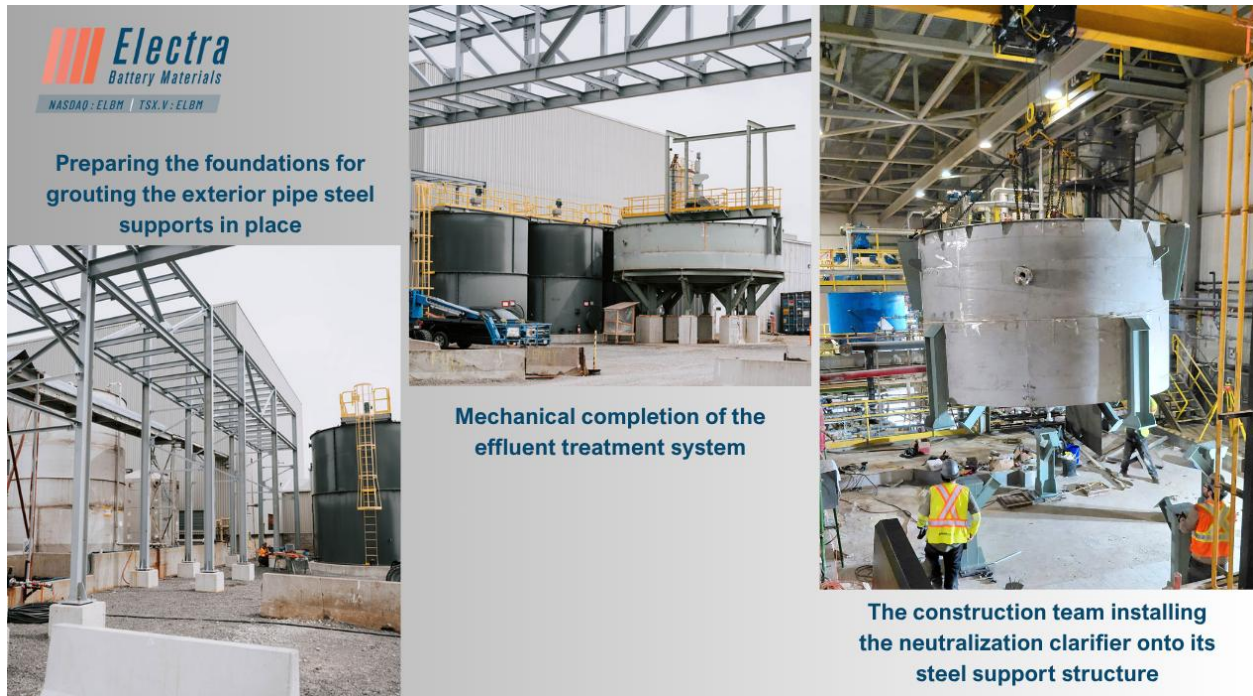 Electra
Battery Materials
NASDAQ : ELBM | TSX.V : ELBM
Preparing the foundations for
grouting the exterior pipe steel
supports in place
Mechanical completion of the
effluent treatment system
The construction team installing
the neutralization clarifier onto its
steel support structure